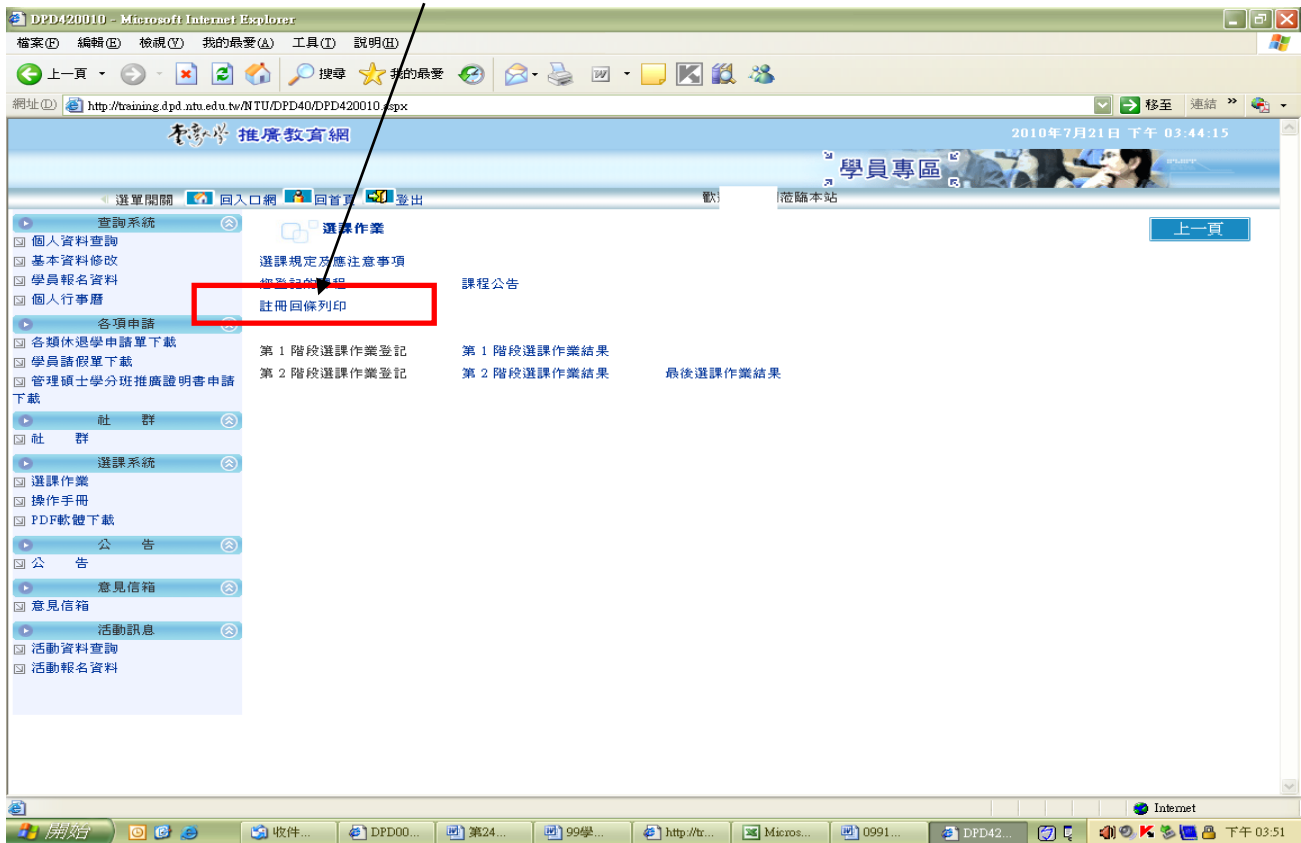 DPD420010 - Microsoft Internet Explorer
檔案(F) 編輯(E) 檢視(V) 我的最愛(A) 工具(T) 說明(H)
上一頁 搜尋 我的最愛
網址(D) http://training.dpd.ntu.edu.tw/NTU/DPD40/DPD420010.aspx 移至 連結 »
推廣教育網 2010年7月21日 下午 03:44:15
學員專區
選單開關 回入口網 回首頁 登出 歡 蒞臨本站
查詢系統
個人資料查詢
基本資料修改
學員報名資料
個人行事曆
各項申請
各類休退學申請單下載
學員請假單下載
管理碩士學分班推廣證明書申請
下載
社 群
社 群
選課系統
選課作業
操作手冊
PDF軟體下載
公 告
公 告
意見信箱
意見信箱
活動訊息
活動資料查詢
活動報名資料
選課作業 上一頁
選課規定及應注意事項
您登記的課程 課程公告
註冊回條列印
第 1 階段選課作業登記 第 1 階段選課作業結果
第 2 階段選課作業登記 第 2 階段選課作業結果 最後選課作業結果
Internet
開始 收件... DPD00... 第24... 99學... http://tr... Micros... 0991... DPD42... 下午 03:51